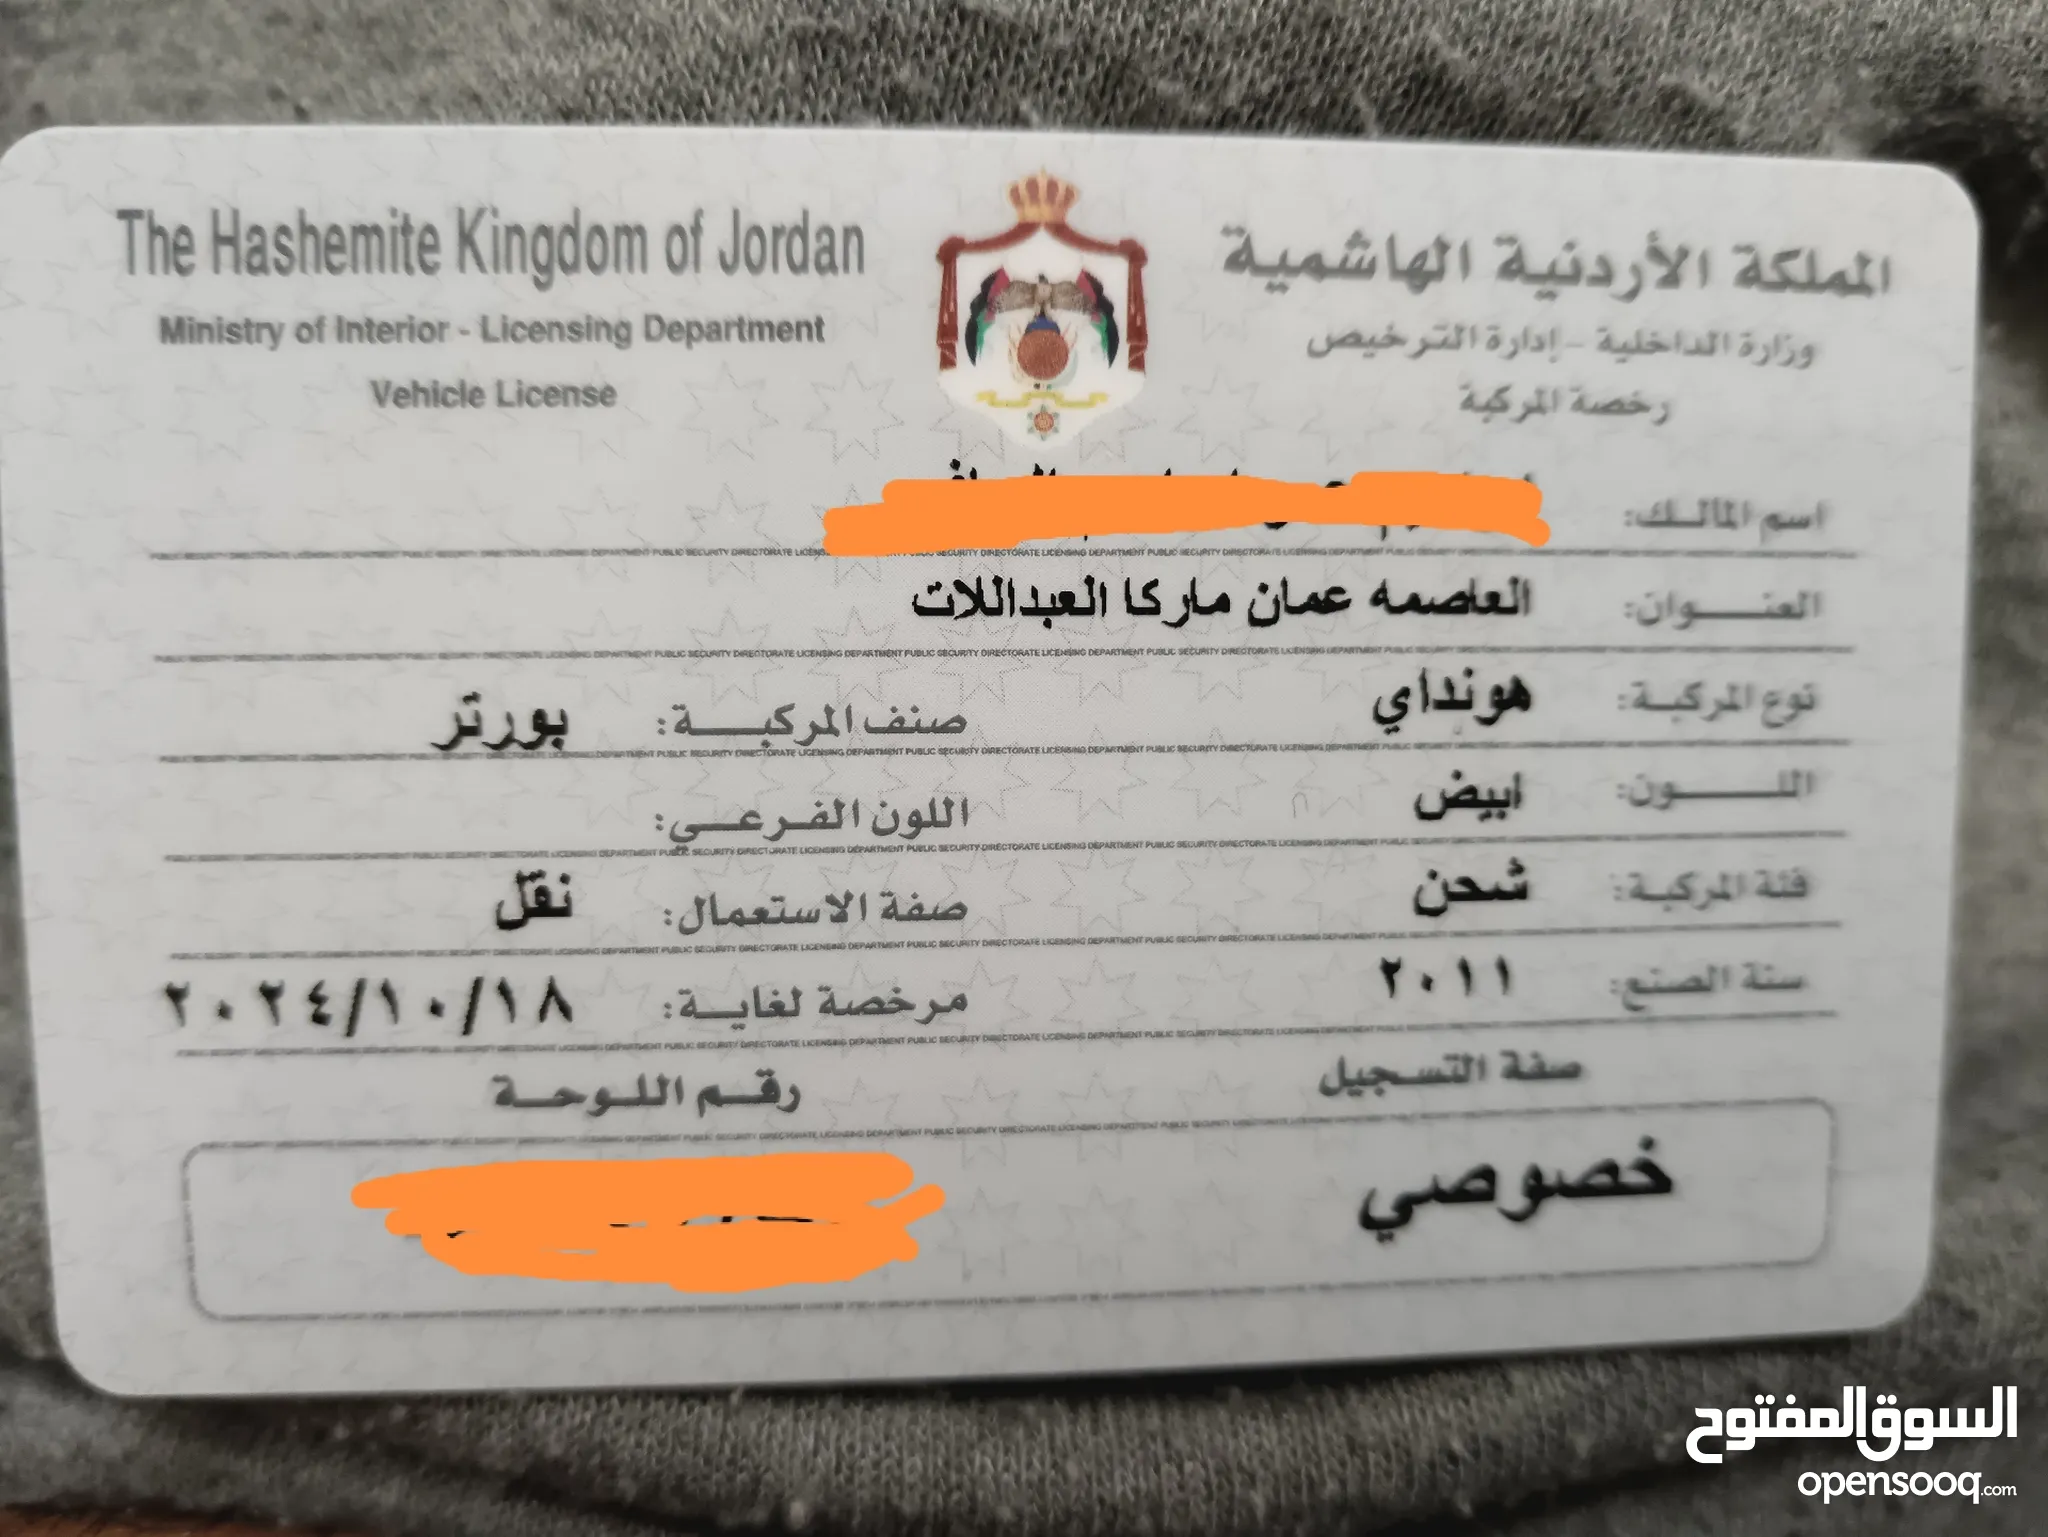 The Hashemite Kingdom of Jordan
المملكة الأردنية الهاشمية
Ministry of Interior - Licensing Department
وزارة الداخلية - إدارة الترخيص
Vehicle License
رخصة المركبة
اسم المالك:
العنوان: العاصمه عمان ماركا العبداللات
نوع المركبة: هونداي صنف المركبة: بورتر
اللون: ابيض اللون الفرعي:
فئة المركبة: شحن صفة الاستعمال: نقل
سنة الصنع: ٢٠١١ مرخصة لغاية: ٢٠٢٤/١٠/١٨
صفة التسجيل رقم اللوحة
خصوصي
السوق المفتوح
opensooq.com